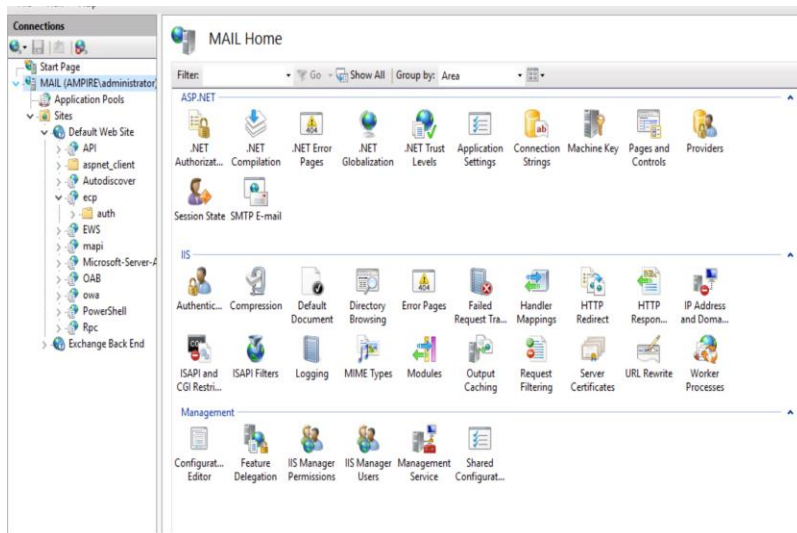 Connections
Start Page
MAIL (AMPIRE\administrator)
Application Pools
Sites
Default Web Site
API
aspnet_client
Autodiscover
ecp
auth
EWS
mapi
Microsoft-Server-A
OAB
owa
PowerShell
Rpc
Exchange Back End
MAIL Home
Filter: Go Show All Group by: Area
ASP.NET
.NET Authorizat...
.NET Compilation
.NET Error Pages
.NET Globalization
.NET Trust Levels
Application Settings
Connection Strings
Machine Key
Pages and Controls
Providers
Session State
SMTP E-mail
IIS
Authentic...
Compression
Default Document
Directory Browsing
Error Pages
Failed Request Tra...
Handler Mappings
HTTP Redirect
HTTP Respon...
IP Address and Doma...
ISAPI and CGI Restri...
ISAPI Filters
Logging
MIME Types
Modules
Output Caching
Request Filtering
Server Certificates
URL Rewrite
Worker Processes
Management
Configurat... Editor
Feature Delegation
IIS Manager Permissions
IIS Manager Users
Management Service
Shared Configurat...